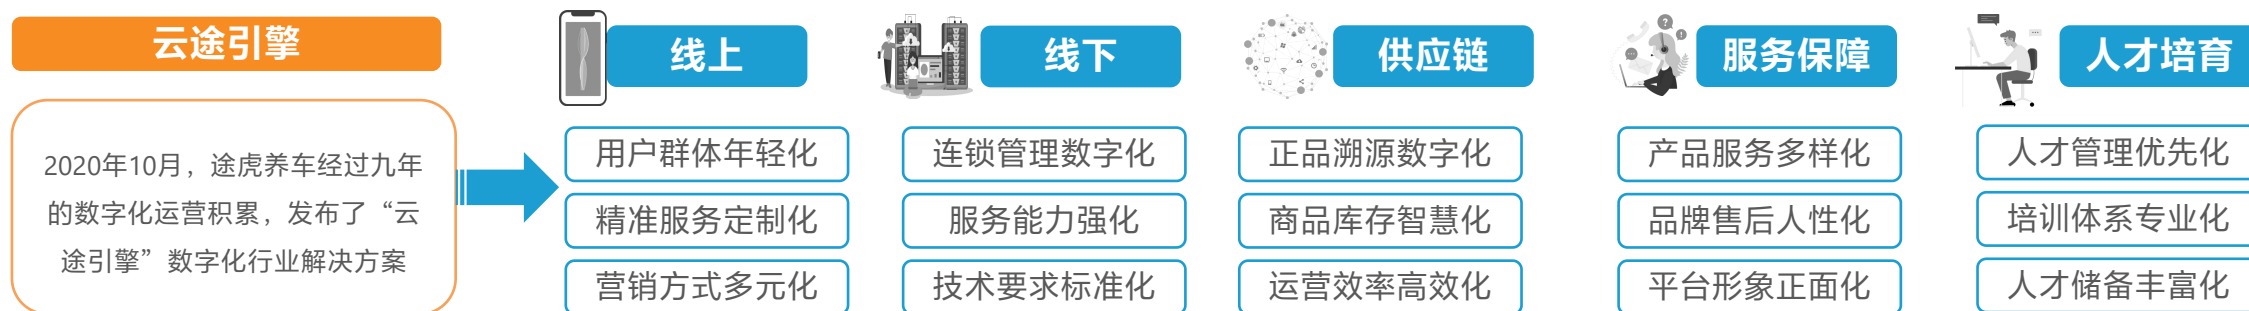 云途引擎
2020年10月，途虎养车经过九年
的数字化运营积累，发布了“云
途引擎”数字化行业解决方案
线上
用户群体年轻化
精准服务定制化
营销方式多元化
线下
连锁管理数字化
服务能力强化
技术要求标准化
供应链
正品溯源数字化
商品库存智慧化
运营效率高效化
服务保障
产品服务多样化
品牌售后人性化
平台形象正面化
人才培育
人才管理优先化
培训体系专业化
人才储备丰富化